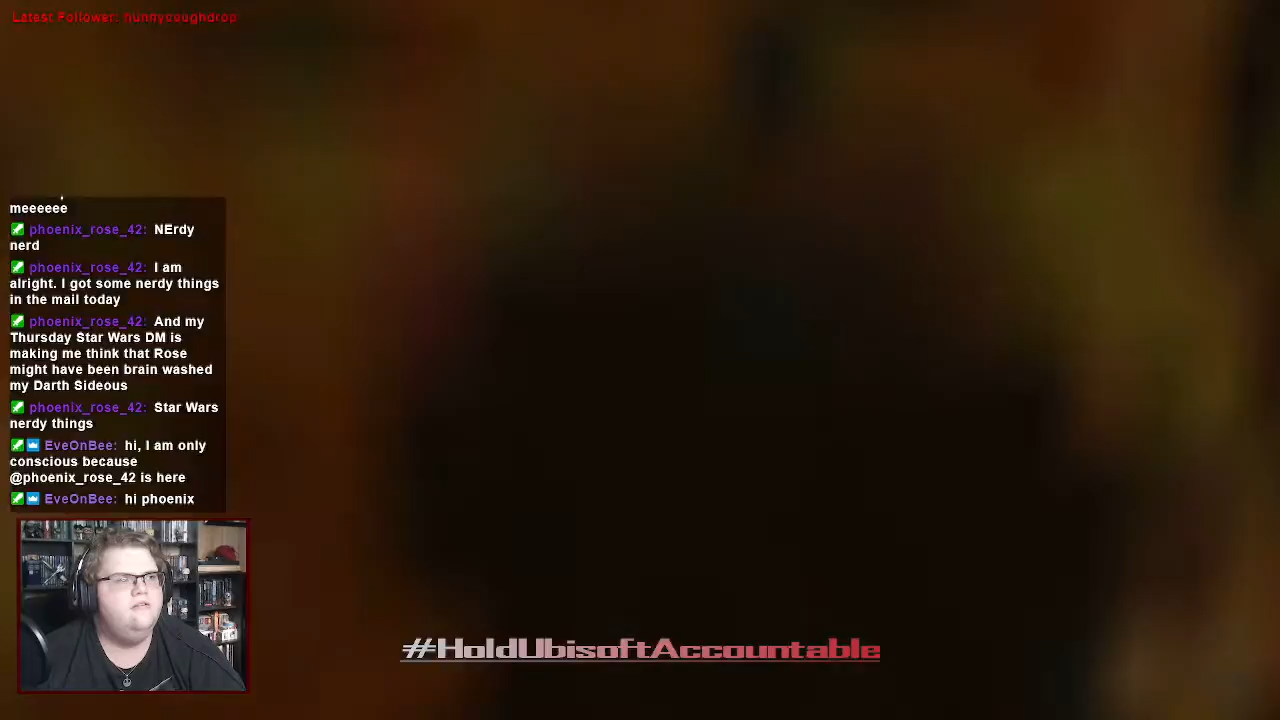 Latest Follower: nunnycoughdrop
meeeeee
phoenix_rose_42: NErdy
nerd
phoenix_rose_42: I am
alright. I got some nerdy things
in the mail today
phoenix_rose_42: And my
Thursday Star Wars DM is
making me think that Rose
might have been brain washed
my Darth Sideous
phoenix_rose_42: Star Wars
nerdy things
EveOnBee: hi, I am only
conscious because
@phoenix_rose_42 is here
EveOnBee: hi phoenix
#HoldUbisoftAccountable